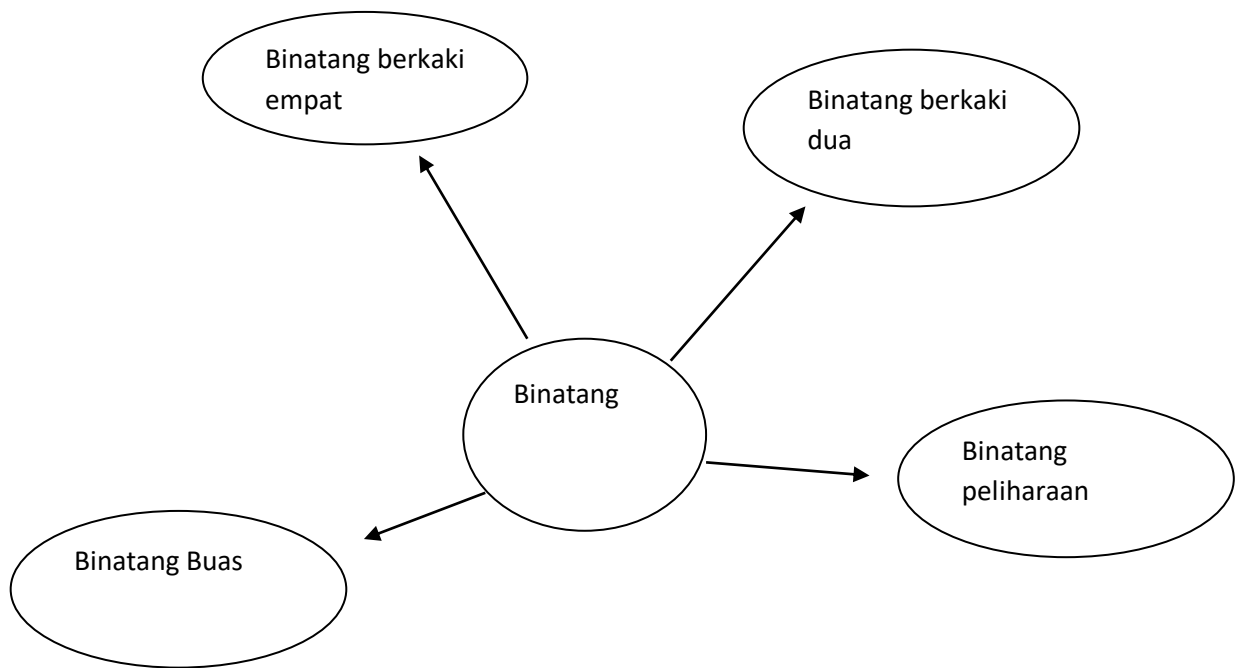 Binatang berkaki
empat
Binatang berkaki
dua
Binatang
Binatang
peliharaan
Binatang Buas